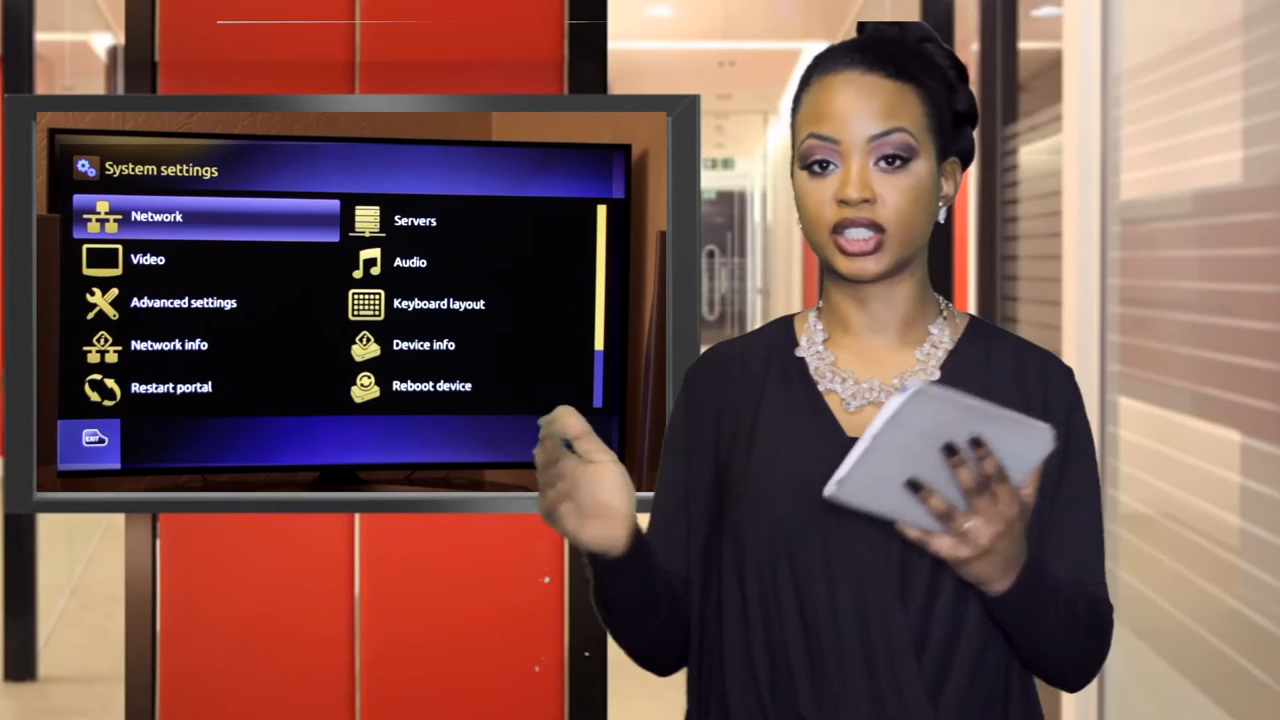 System settings
Network
Servers
Video
Audio
Advanced settings
Keyboard layout
Network info
Device info
Restart portal
Reboot device
EXIT